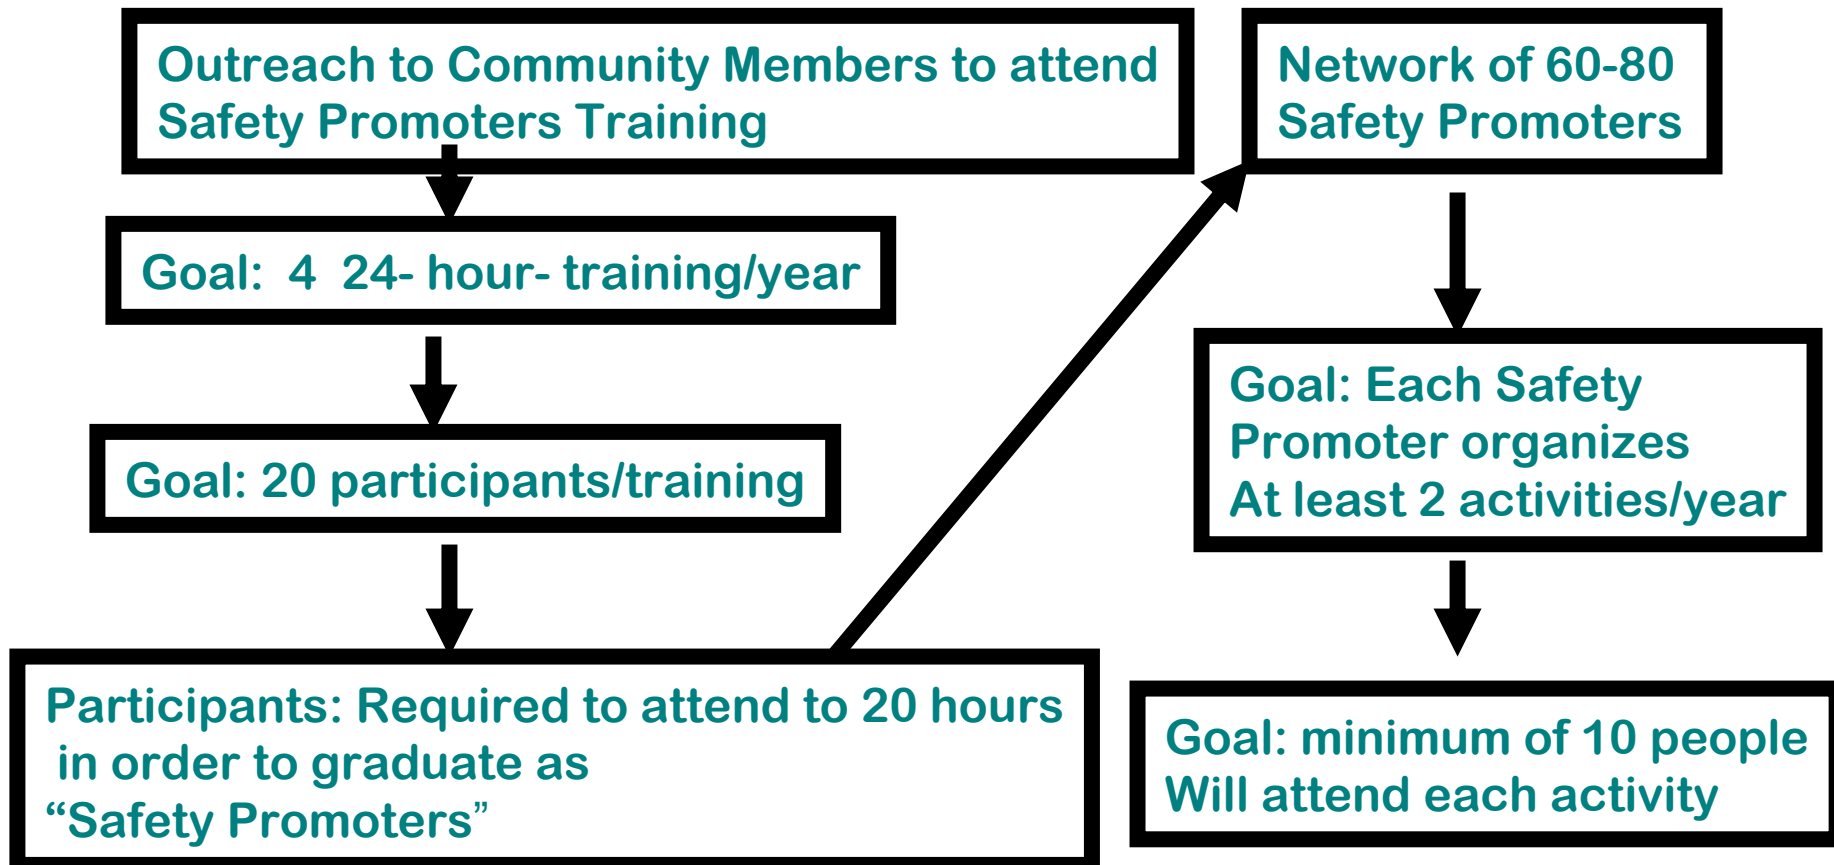 Outreach to Community Members to attend
Safety Promoters Training
Goal:  4  24- hour- training/year
Goal: 20 participants/training
Participants: Required to attend to 20 hours
in order to graduate as
“Safety Promoters”
Network of 60-80
Safety Promoters
Goal: Each Safety
Promoter organizes
At least 2 activities/year
Goal: minimum of 10 people
Will attend each activity